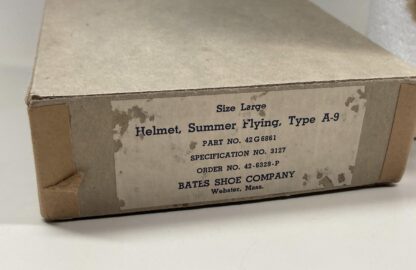 Size Large
Helmet, Summer Flying, Type A-9
PART NO. 42G6861
SPECIFICATION NO. 3127
ORDER NO. 42-6328-P
BATES SHOE COMPANY
Webster, Mass.